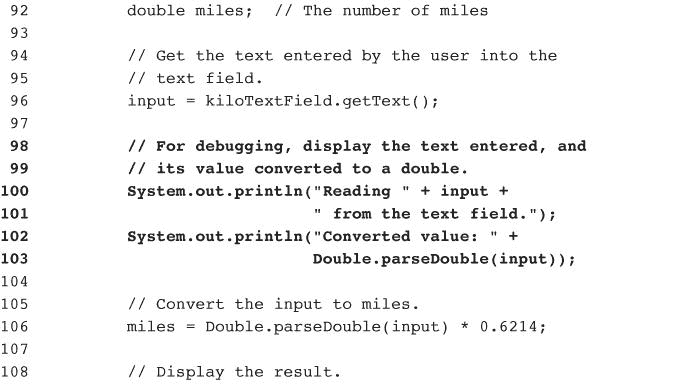 92 double miles; // The number of miles
93
94 // Get the text entered by the user into the
95 // text field.
96 input = kiloTextField.getText();
97
98 // For debugging, display the text entered, and
99 // its value converted to a double.
100 System.out.println("Reading " + input +
101 " from the text field.");
102 System.out.println("Converted value: " +
103 Double.parseDouble(input));
104
105 // Convert the input to miles.
106 miles = Double.parseDouble(input) * 0.6214;
107
108 // Display the result.